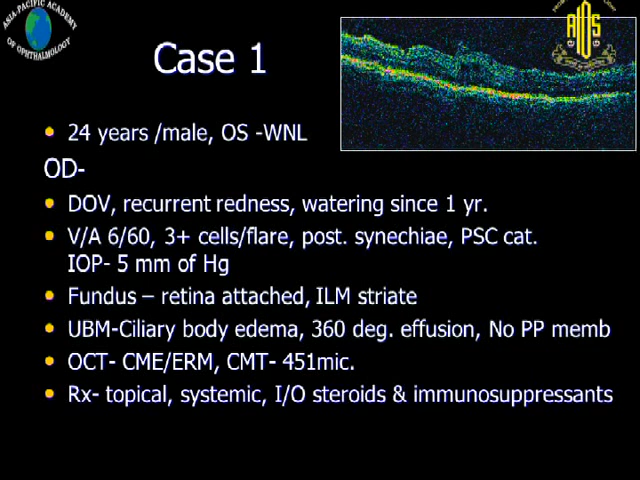 ASIA-PACIFIC ACADEMY
OF OPHTHALMOLOGY
AIOS
Case 1
• 24 years /male, OS -WNL
OD-
• DOV, recurrent redness, watering since 1 yr.
• V/A 6/60, 3+ cells/flare, post. synechiae, PSC cat.
IOP- 5 mm of Hg
• Fundus – retina attached, ILM striate
• UBM-Ciliary body edema, 360 deg. effusion, No PP memb
• OCT- CME/ERM, CMT- 451mic.
• Rx- topical, systemic, I/O steroids & immunosuppressants